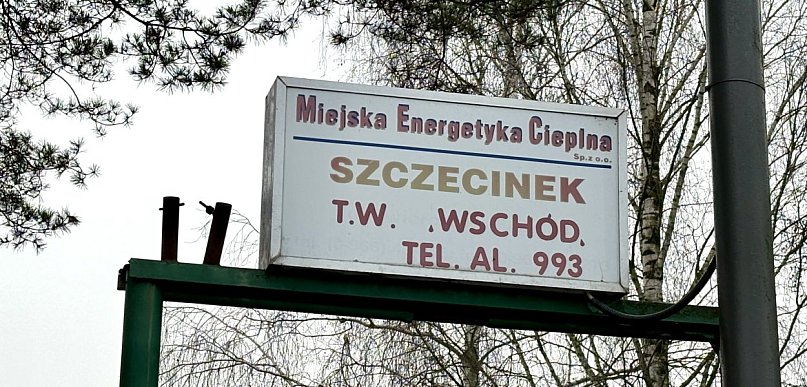 Miejska Energetyka Cieplna
Sp. z o.o.
SZCZECINEK
T.W. „WSCHÓD„
TEL. AL. 993